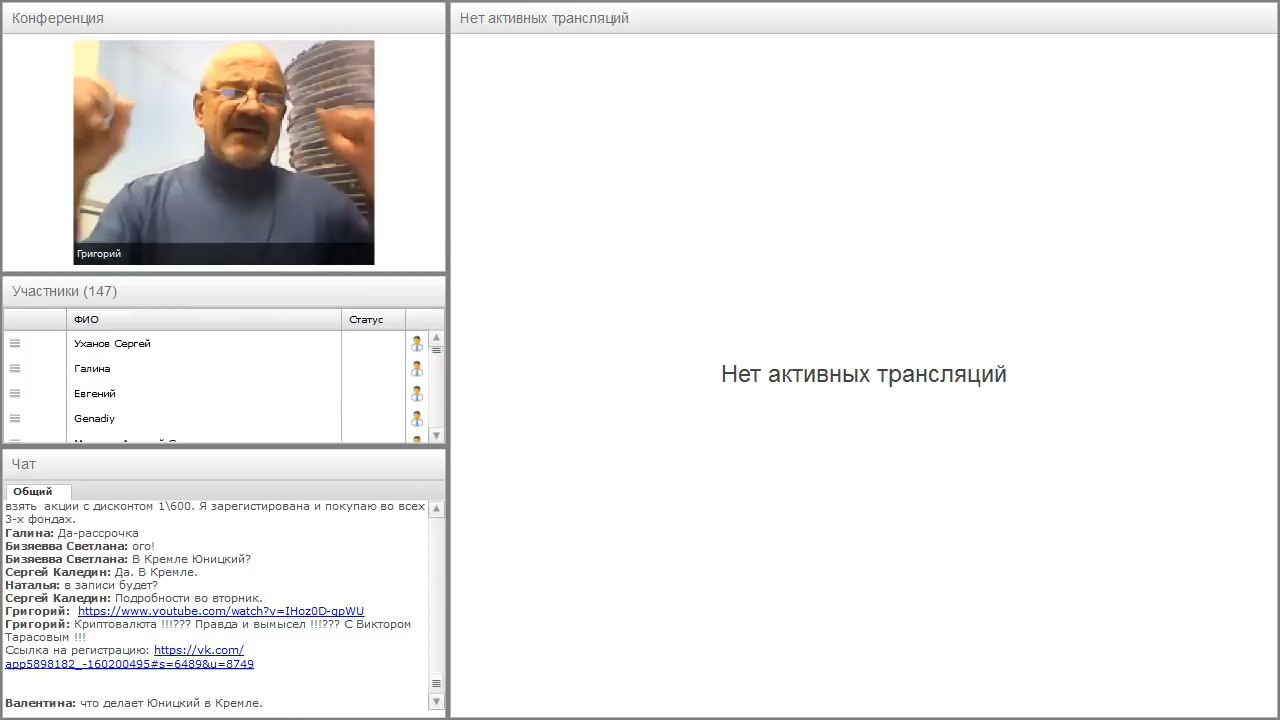 Конференция
Григорий
Участники (147)
ФИО
Статус
Уханов Сергей
Галина
Евгений
Genadiy
Чат
Общий
взять акции с дисконтом 1\600. Я зарегистирована и покупаю во всех
3-х фондах.
Галина: Да-рассрочка
Бизяевва Светлана: ого!
Бизяевва Светлана: В Кремле Юницкий?
Сергей Каледин: Да. В Кремле.
Наталья: в записи будет?
Сергей Каледин: Подробности во вторник.
Григорий: https://www.youtube.com/watch?v=IHoz0D-qpWU
Григорий: Криптовалюта !!!??? Правда и вымысел !!!??? С Виктором
Тарасовым !!!
Ссылка на регистрацию: https://vk.com/
app5898182_-160200495#s=6489&u=8749
Валентина: что делает Юницкий в Кремле.
Нет активных трансляций
Нет активных трансляций